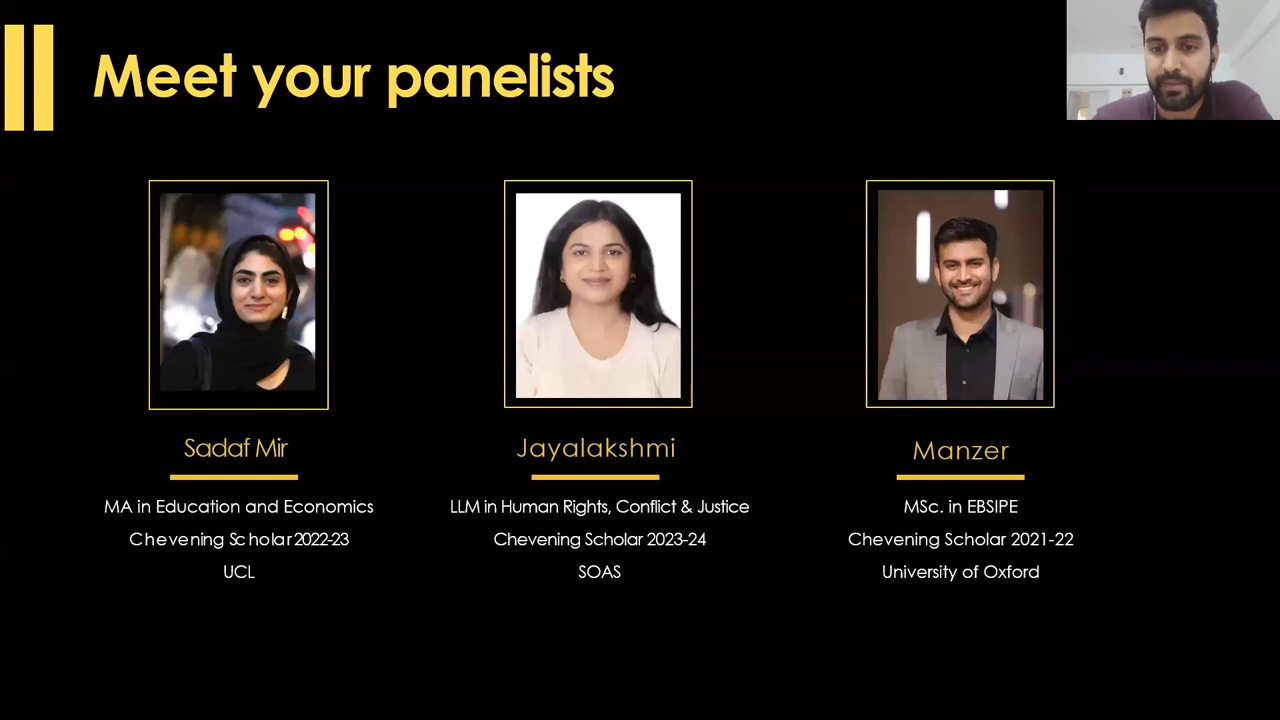 Meet your panelists
Sadaf Mir
MA in Education and Economics
Chevening Scholar 2022-23
UCL
Jayalakshmi
LLM in Human Rights, Conflict & Justice
Chevening Scholar 2023-24
SOAS
Manzer
MSc. in EBSIPE
Chevening Scholar 2021-22
University of Oxford